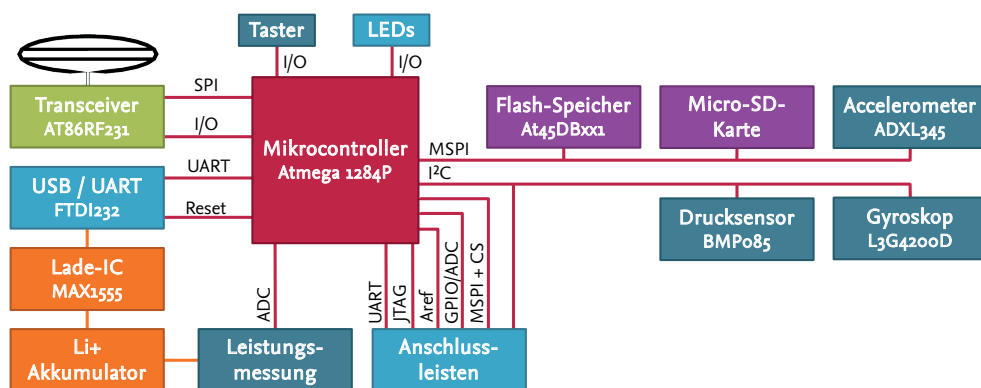 Taster
LEDs
I/O
I/O
Transceiver
AT86RF231
SPI
I/O
Mikrocontroller
Atmega 1284P
Flash-Speicher
At45DBxx1
Micro-SD-
Karte
Accelerometer
ADXL345
MSPI
I²C
USB / UART
FTDI232
UART
Reset
Drucksensor
BMP085
Gyroskop
L3G4200D
Lade-IC
MAX1555
ADC
UART
JTAG
Aref
GPIO/ADC
MSPI + CS
Li+
Akkumulator
Leistungs-
messung
Anschluss-
leisten